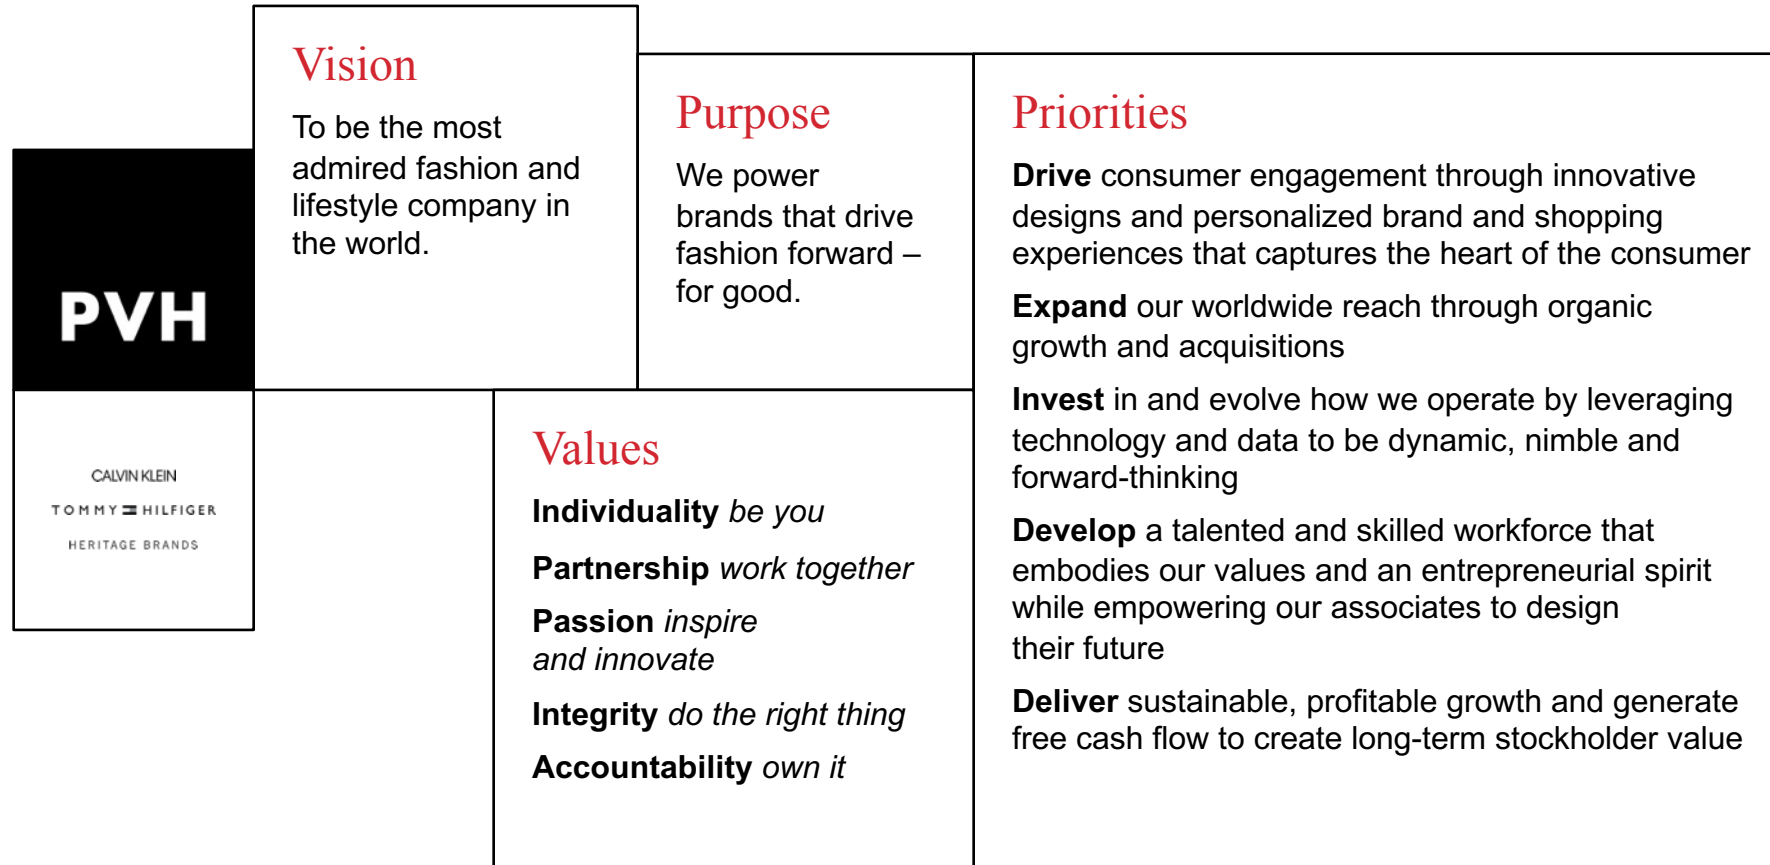 PVH
CALVIN KLEIN
TOMMY HILFIGER
HERITAGE BRANDS
Vision
To be the most
admired fashion and
lifestyle company in
the world.
Purpose
We power
brands that drive
fashion forward –
for good.
Values
Individuality be you
Partnership work together
Passion inspire
and innovate
Integrity do the right thing
Accountability own it
Priorities
Drive consumer engagement through innovative
designs and personalized brand and shopping
experiences that captures the heart of the consumer
Expand our worldwide reach through organic
growth and acquisitions
Invest in and evolve how we operate by leveraging
technology and data to be dynamic, nimble and
forward-thinking
Develop a talented and skilled workforce that
embodies our values and an entrepreneurial spirit
while empowering our associates to design
their future
Deliver sustainable, profitable growth and generate
free cash flow to create long-term stockholder value